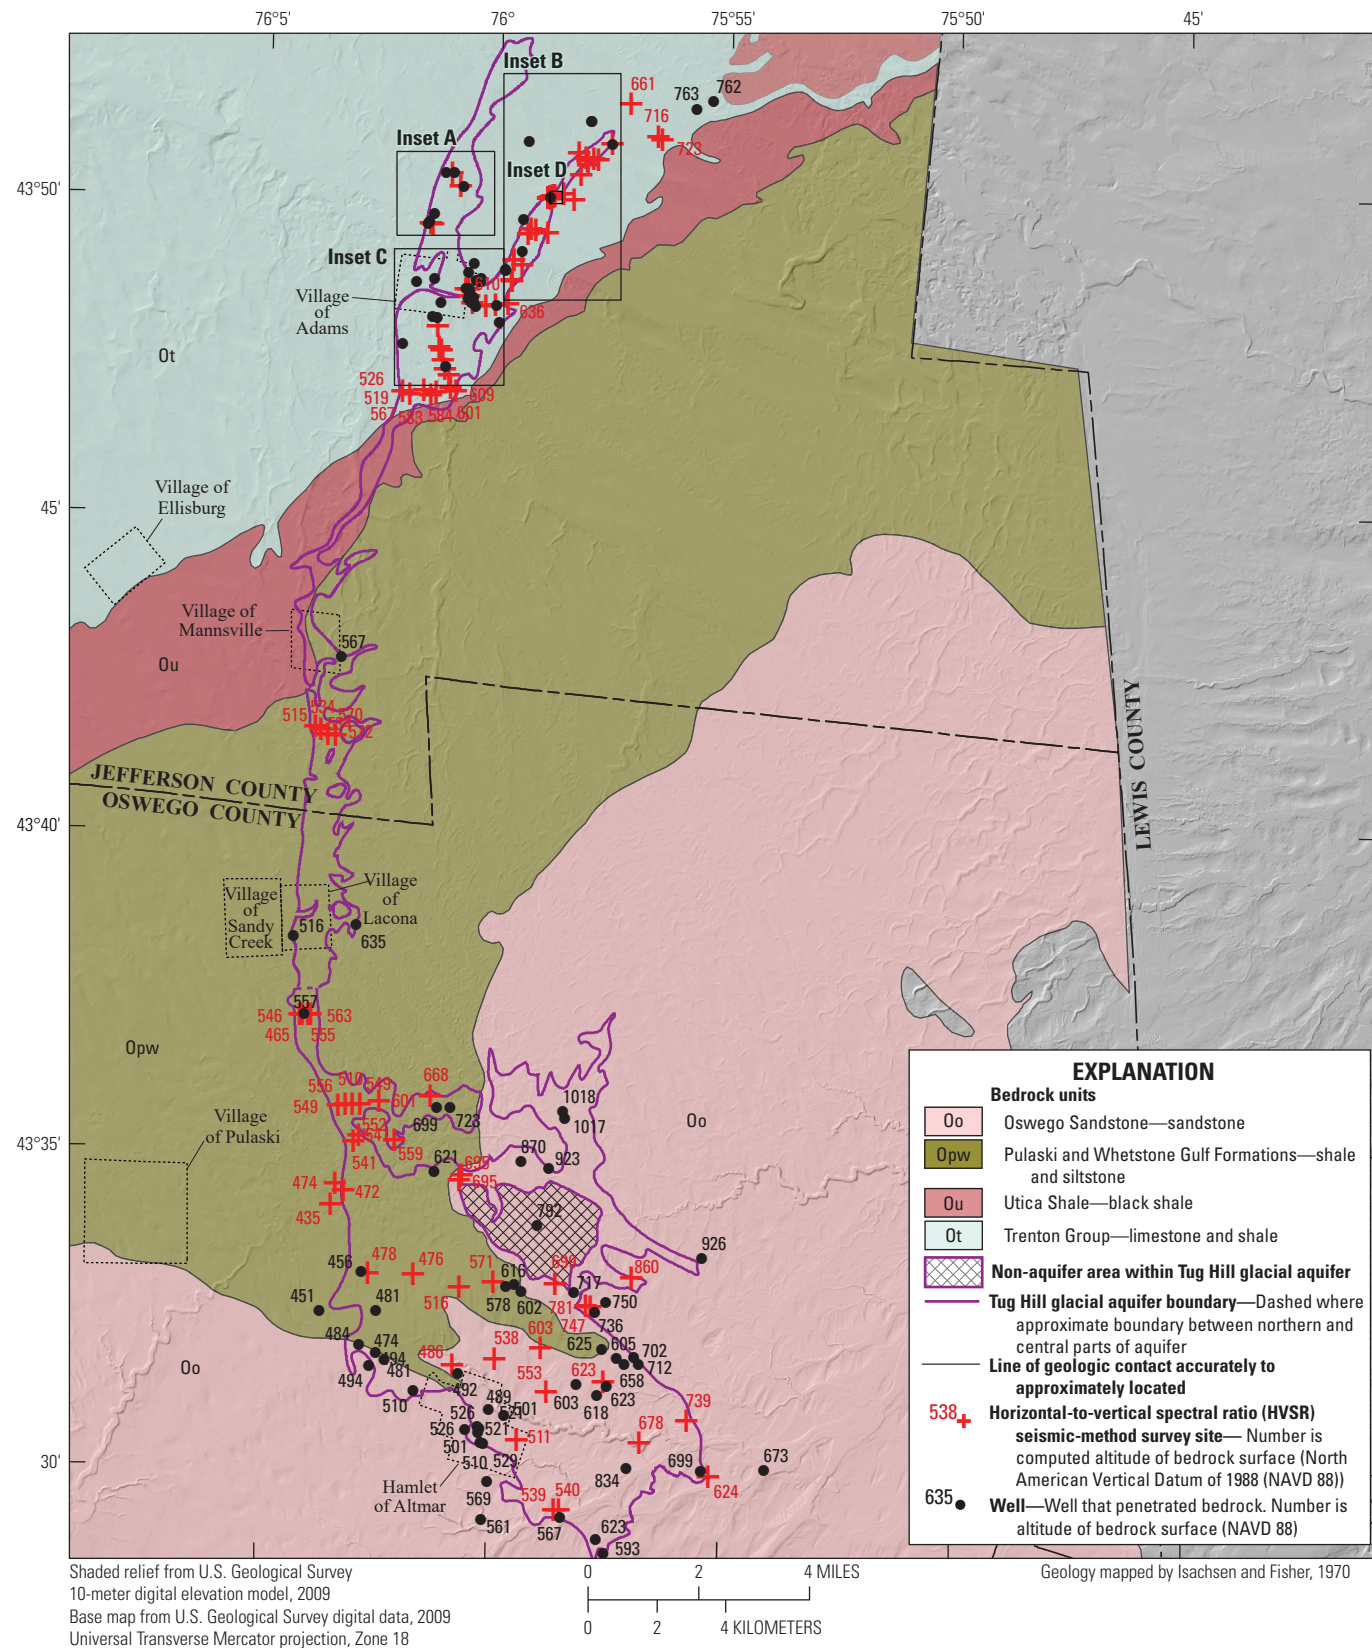 76°5'
76°
75°55'
75°50'
45'
Inset B
661
763
762
716
723
Inset A
Inset D
43°50'
Inset C
610
636
Village
of
Adams
Ot
526
519
567
583
584
601
609
Village of
Ellisburg
45'
Village of
Mannsville
567
Ou
534
515
570
572
JEFFERSON COUNTY
OSWEGO COUNTY
LEWIS COUNTY
43°40'
Village
of
Sandy
Creek
Village
of
Lacona
516
635
557
546
563
465
555
Opw
556
510
549
668
549
601
699
723
1018
1017
Oo
552
547
541
559
Village
of Pulaski
43°35'
621
870
923
695
695
474
472
435
792
926
456
478
476
571
616
699
860
451
481
516
578
602
717
781
750
747
736
484
474
494
481
494
486
538
603
625
605
702
712
553
623
658
603
623
618
Oo
510
492
489
501
521
526
526
521
501
511
510
529
739
678
30'
Hamlet
of Altmar
569
561
539
540
567
834
699
673
624
623
593
EXPLANATION
Bedrock units
Oo Oswego Sandstone—sandstone
Opw Pulaski and Whetstone Gulf Formations—shale
and siltstone
Ou Utica Shale—black shale
Ot Trenton Group—limestone and shale
Non-aquifer area within Tug Hill glacial aquifer
Tug Hill glacial aquifer boundary—Dashed where
approximate boundary between northern and
central parts of aquifer
Line of geologic contact accurately to
approximately located
538 Horizontal-to-vertical spectral ratio (HVSR)
seismic-method survey site— Number is
computed altitude of bedrock surface (North
American Vertical Datum of 1988 (NAVD 88))
635 Well—Well that penetrated bedrock. Number is
altitude of bedrock surface (NAVD 88)
Shaded relief from U.S. Geological Survey
10-meter digital elevation model, 2009
Base map from U.S. Geological Survey digital data, 2009
Universal Transverse Mercator projection, Zone 18
0 2 4 MILES
0 2 4 KILOMETERS
Geology mapped by Isachsen and Fisher, 1970